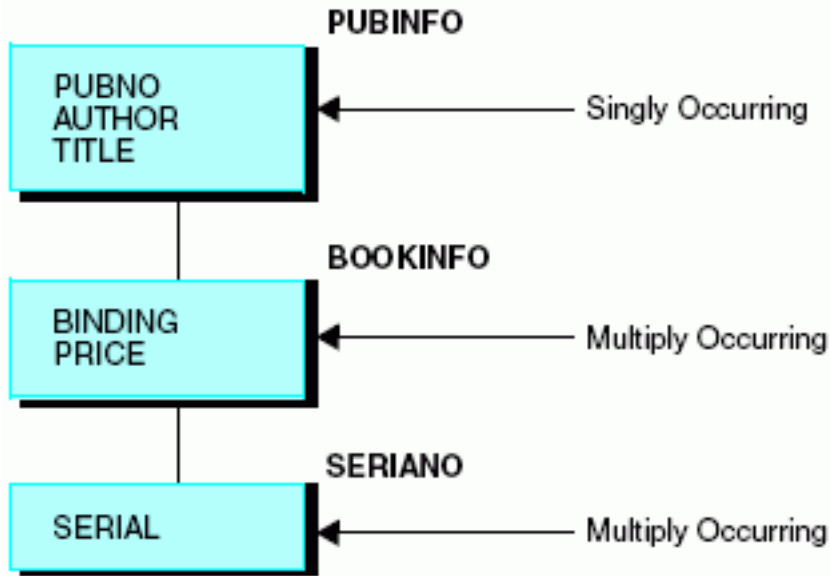 PUBINFO
PUBNO
AUTHOR
TITLE
Singly Occurring
BOOKINFO
BINDING
PRICE
Multiply Occurring
SERIANO
SERIAL
Multiply Occurring